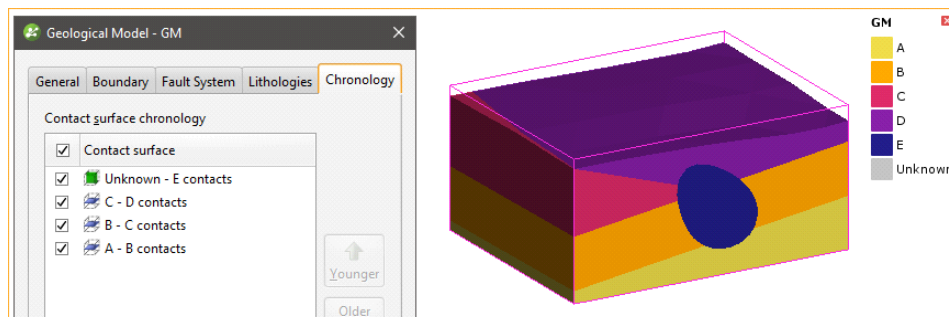 Geological Model - GM
General
Boundary
Fault System
Lithologies
Chronology
Contact surface chronology
Contact surface
Unknown - E contacts
C - D contacts
B - C contacts
A - B contacts
Younger
Older
GM
A
B
C
D
E
Unknown